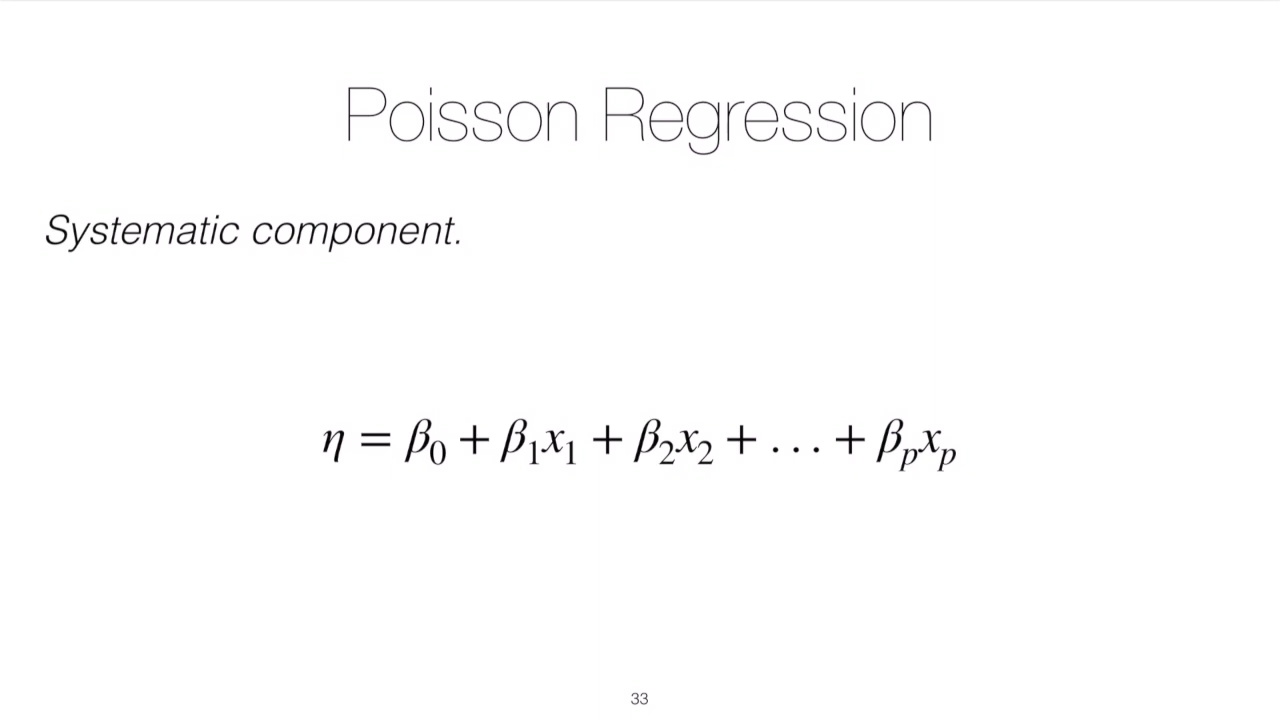 Poisson Regression
Systematic component.
η = β₀ + β₁x₁ + β₂x₂ + . . . + βₚxₚ
33